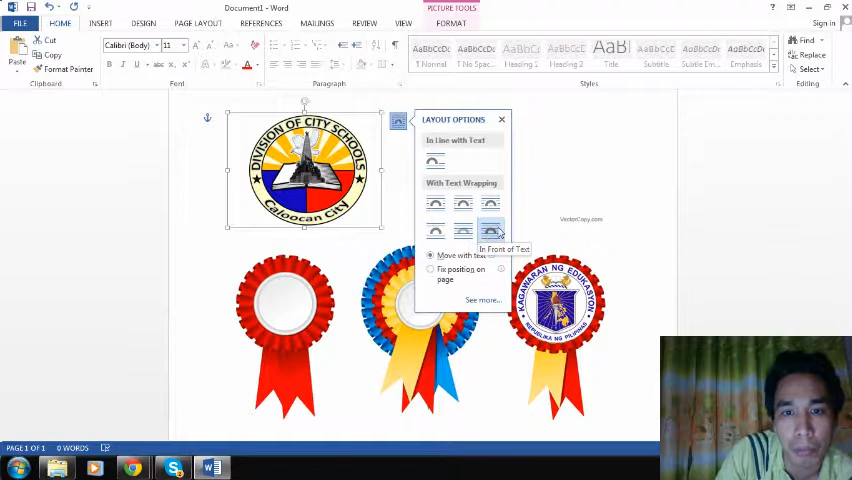 Document1 - Word
PICTURE TOOLS
Sign in
FILE
HOME
INSERT
DESIGN
PAGE LAYOUT
REFERENCES
MAILINGS
REVIEW
VIEW
FORMAT
Cut
Copy
Format Painter
Paste
Clipboard
Calibri (Body)
11
Font
Paragraph
AaBbCcDc
¶ Normal
AaBbCcDc
¶ No Spac...
AaBbCc
Heading 1
AaBbCcE
Heading 2
AaBl
Title
AaBbCcD
Subtitle
AaBbCcDc
Subtle Em...
AaBbCcDc
Emphasis
Styles
Find
Replace
Select
Editing
DIVISION OF CITY SCHOOLS
Caloocan City
LAYOUT OPTIONS
In Line with Text
With Text Wrapping
In Front of Text
Move with text
Fix position on
page
See more...
VectorCopy.com
KAGAWARAN NG EDUKASYON
REPUBLIKA NG PILIPINAS
PAGE 1 OF 1
0 WORDS